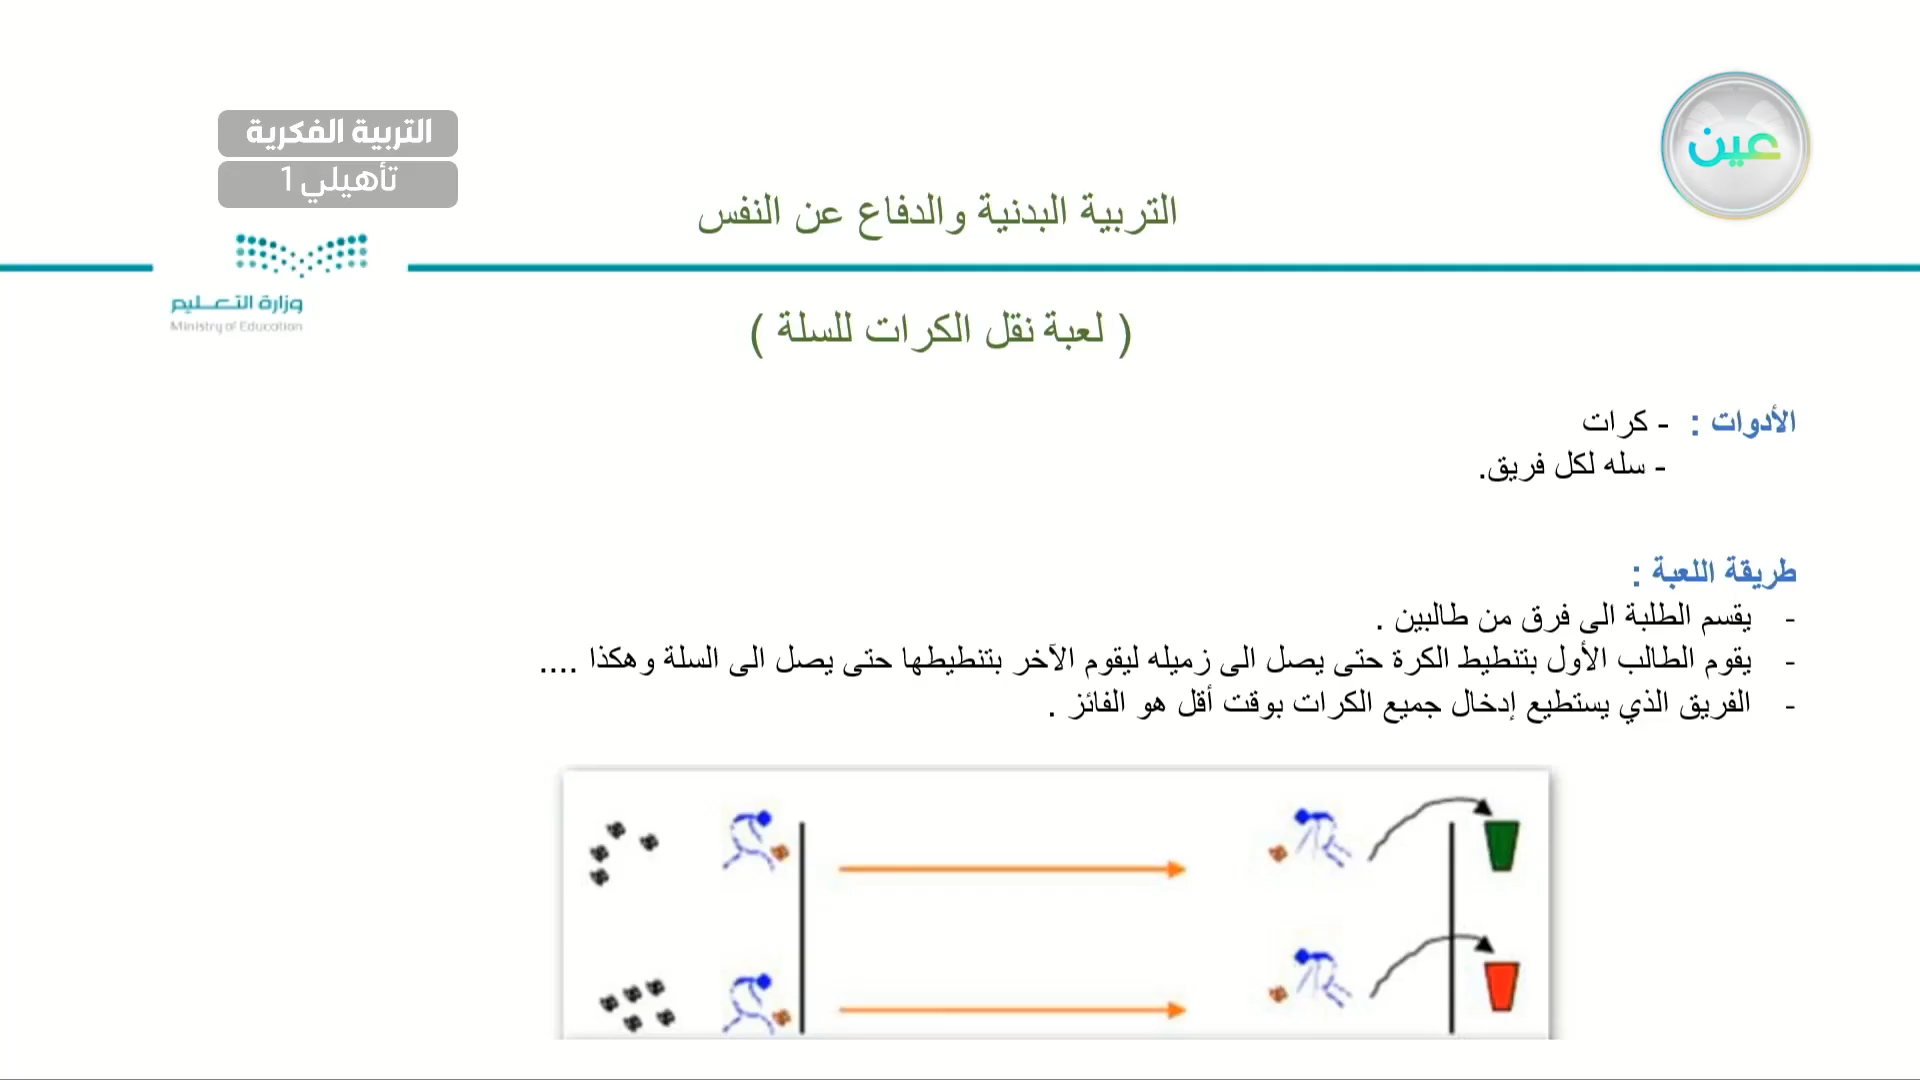 عين
التربية الفكرية
تأهيلي 1
التربية البدنية والدفاع عن النفس
وزارة التعليم
Ministry of Education
( لعبة نقل الكرات للسلة )
الأدوات : - كرات
- سله لكل فريق.
طريقة اللعبة :
- يقسم الطلبة الى فرق من طالبين .
- يقوم الطالب الأول بتنطيط الكرة حتى يصل الى زميله ليقوم الآخر بتنطيطها حتى يصل الى السلة وهكذا ....
- الفريق الذي يستطيع إدخال جميع الكرات بوقت أقل هو الفائز .